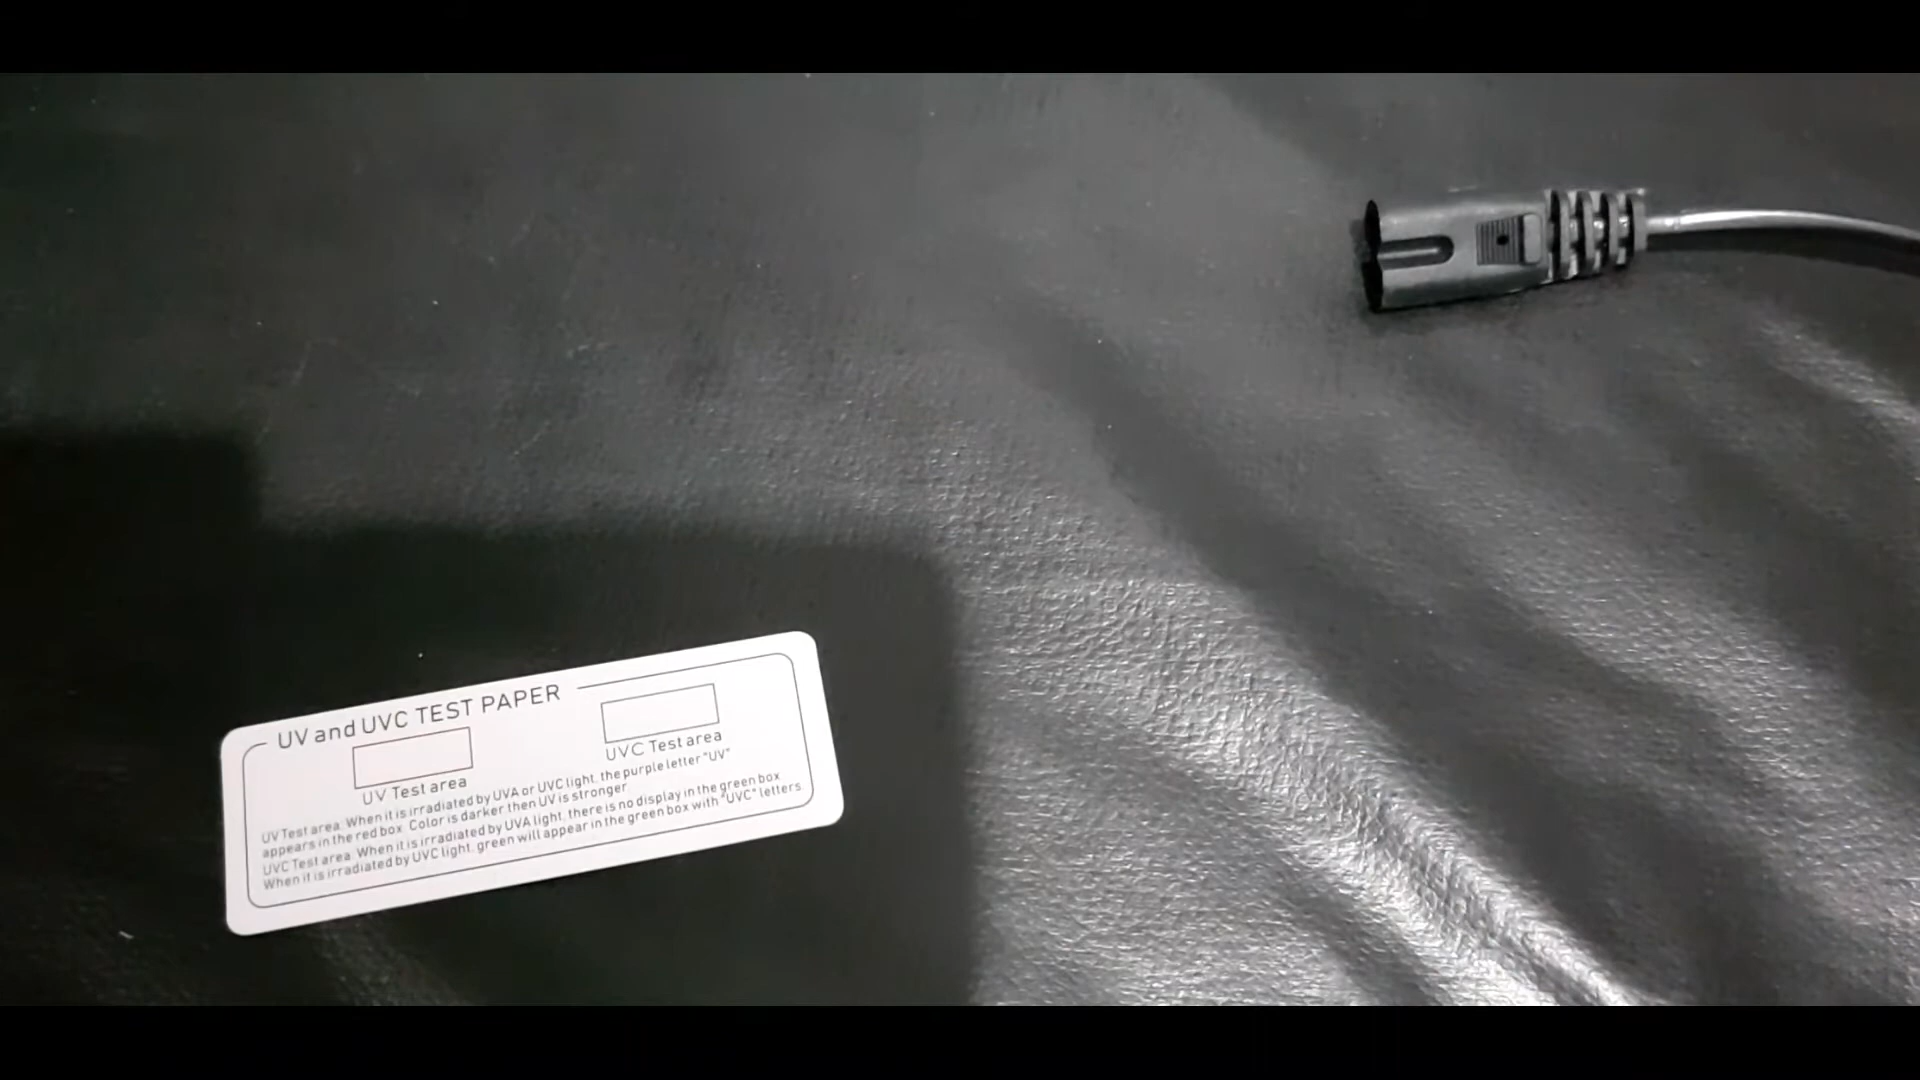 UV and UVC TEST PAPER
UV Test area
UVC Test area
UV Test area: When it is irradiated by UVA or UVC light, the purple letter "UV"
appears in the red box. Color is darker then UV is stronger
UVC Test area: When it is irradiated by UVA light, there is no display in the green box
When it is irradiated by UVC light, green will appear in the green box with "UVC" letters